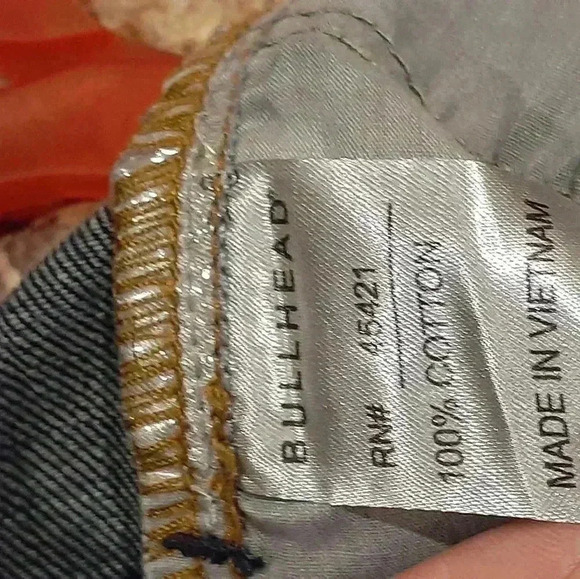 BULLHEAD
RN# 45421
100% COTTON
MADE IN VIETNAM